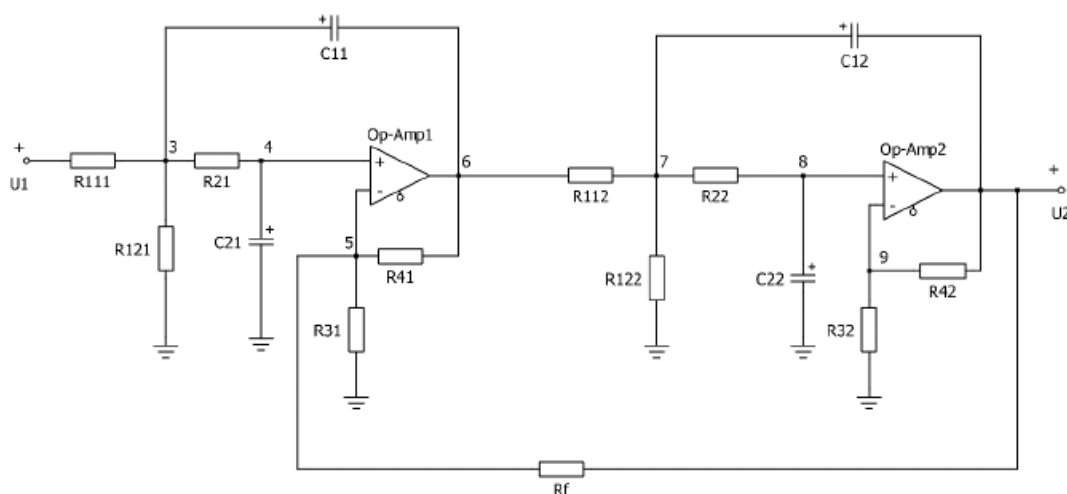 +
C11
+
C12
Op-Amp1
Op-Amp2
+
U1
R111
3
R21
4
+
-
6
R112
7
R22
8
+
-
+
U2
R121
C21
+
5
R41
R31
R122
C22
+
9
R42
R32
Rf